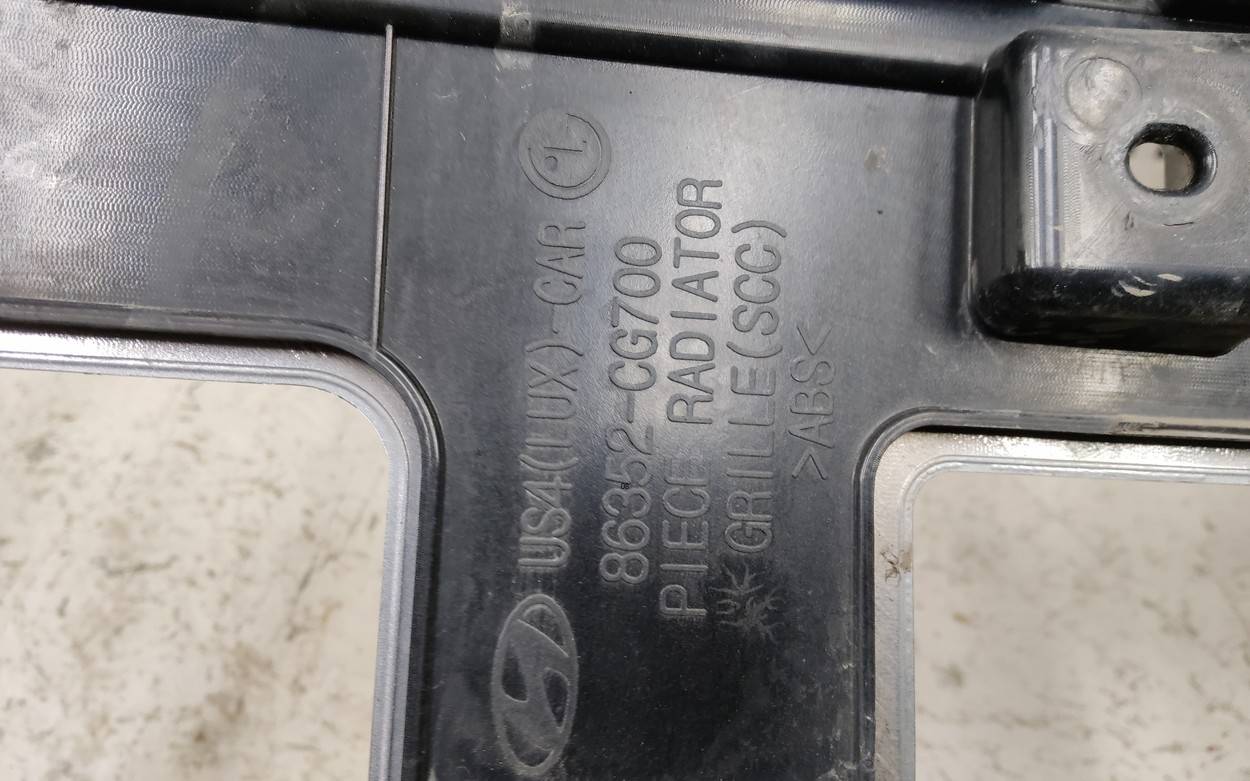 US4(LUX)-CAR
86352-CG700
PIECE RADIATOR
GRILLE(SCC)
>ABS<